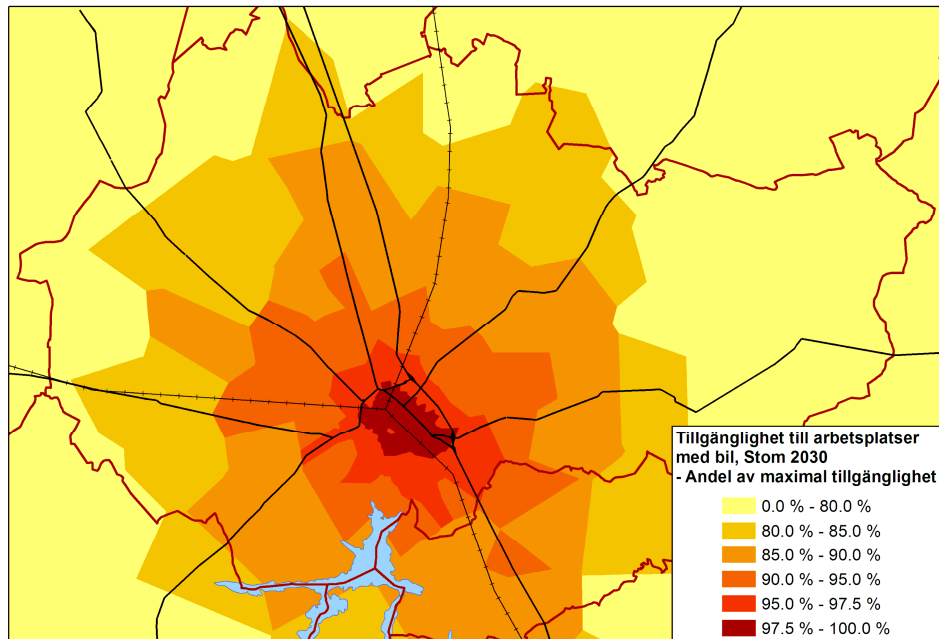 Tillgänglighet till arbetsplatser
med bil, Stom 2030
- Andel av maximal tillgänglighet
0.0 % - 80.0 %
80.0 % - 85.0 %
85.0 % - 90.0 %
90.0 % - 95.0 %
95.0 % - 97.5 %
97.5 % - 100.0 %